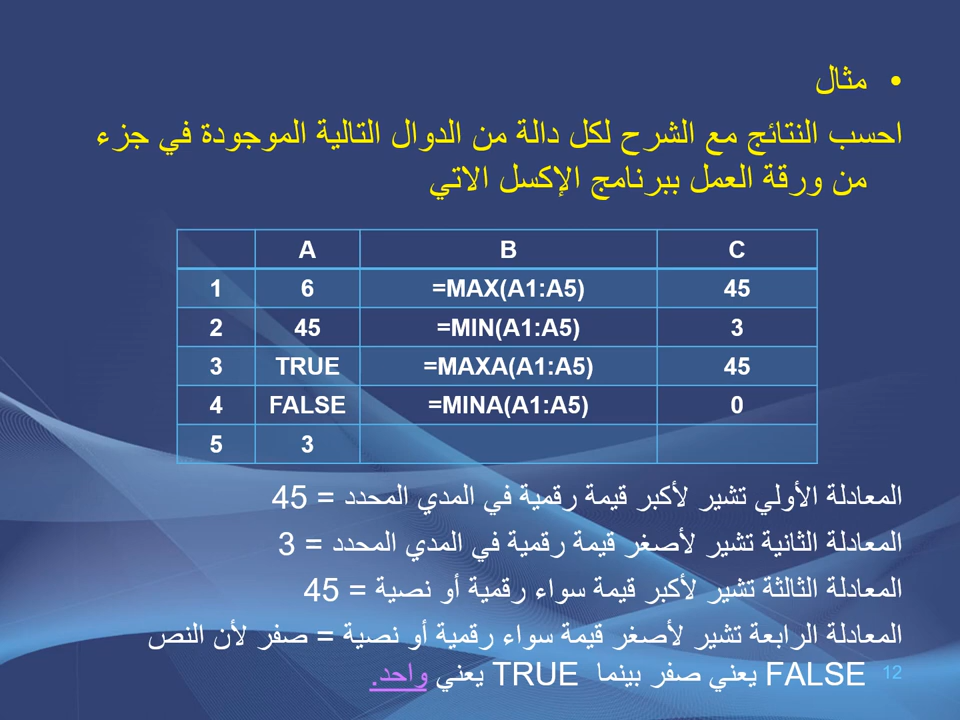 • مثال
احسب النتائج مع الشرح لكل دالة من الدوال التالية الموجودة في جزء
من ورقة العمل ببرنامج الإكسل الاتي
A B C
1 6 =MAX(A1:A5) 45
2 45 =MIN(A1:A5) 3
3 TRUE =MAXA(A1:A5) 45
4 FALSE =MINA(A1:A5) 0
5 3
المعادلة الأولي تشير لأكبر قيمة رقمية في المدي المحدد = 45
المعادلة الثانية تشير لأصغر قيمة رقمية في المدي المحدد = 3
المعادلة الثالثة تشير لأكبر قيمة سواء رقمية أو نصية = 45
المعادلة الرابعة تشير لأصغر قيمة سواء رقمية أو نصية = صفر لأن النص
FALSE يعني صفر بينما TRUE يعني واحد.
12